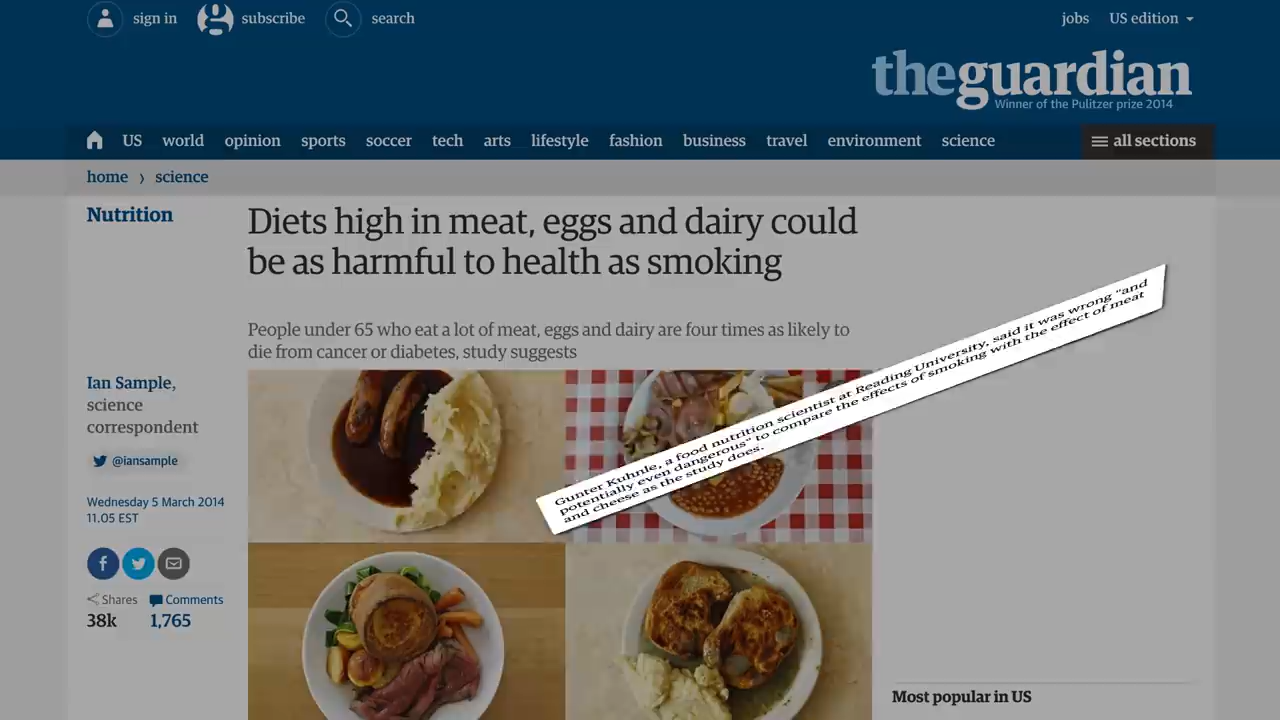 sign in
subscribe
search
jobs
US edition
theguardian
Winner of the Pulitzer prize 2014
US world opinion sports soccer tech arts lifestyle fashion business travel environment science
all sections
home › science
Nutrition
Diets high in meat, eggs and dairy could
be as harmful to health as smoking
People under 65 who eat a lot of meat, eggs and dairy are four times as likely to
die from cancer or diabetes, study suggests
Ian Sample,
science
correspondent
@iansample
Wednesday 5 March 2014
11.05 EST
Shares
38k
Comments
1,765
Gunter Kuhnle, a food nutrition scientist at Reading University, said it was wrong "and
potentially even dangerous" to compare the effects of smoking with the effect of meat
and cheese as the study does.
Most popular in US